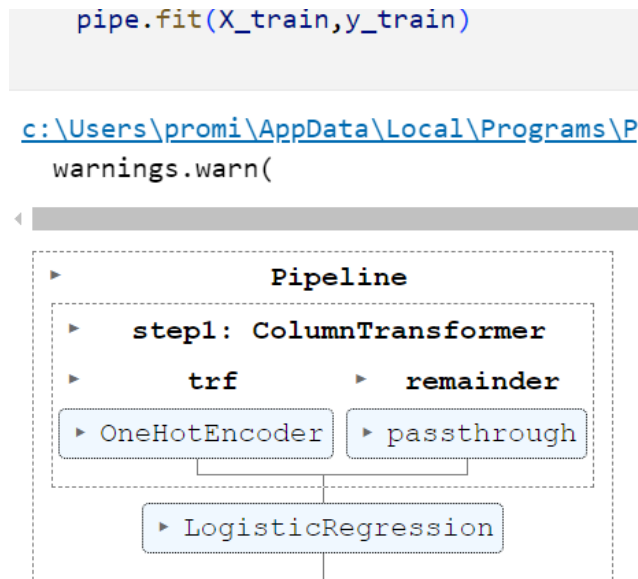 pipe.fit(X_train,y_train)
c:\Users\promi\AppData\Local\Programs\P
warnings.warn(
Pipeline
step1: ColumnTransformer
trf remainder
OneHotEncoder passthrough
LogisticRegression